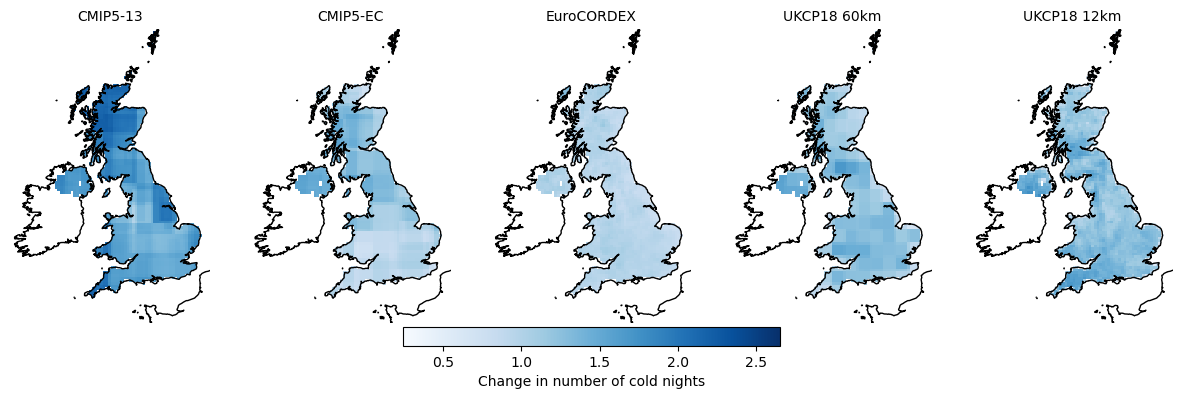 CMIP5-13 CMIP5-EC EuroCORDEX UKCP18 60km UKCP18 12km
0.5 1.0 1.5 2.0 2.5
Change in number of cold nights